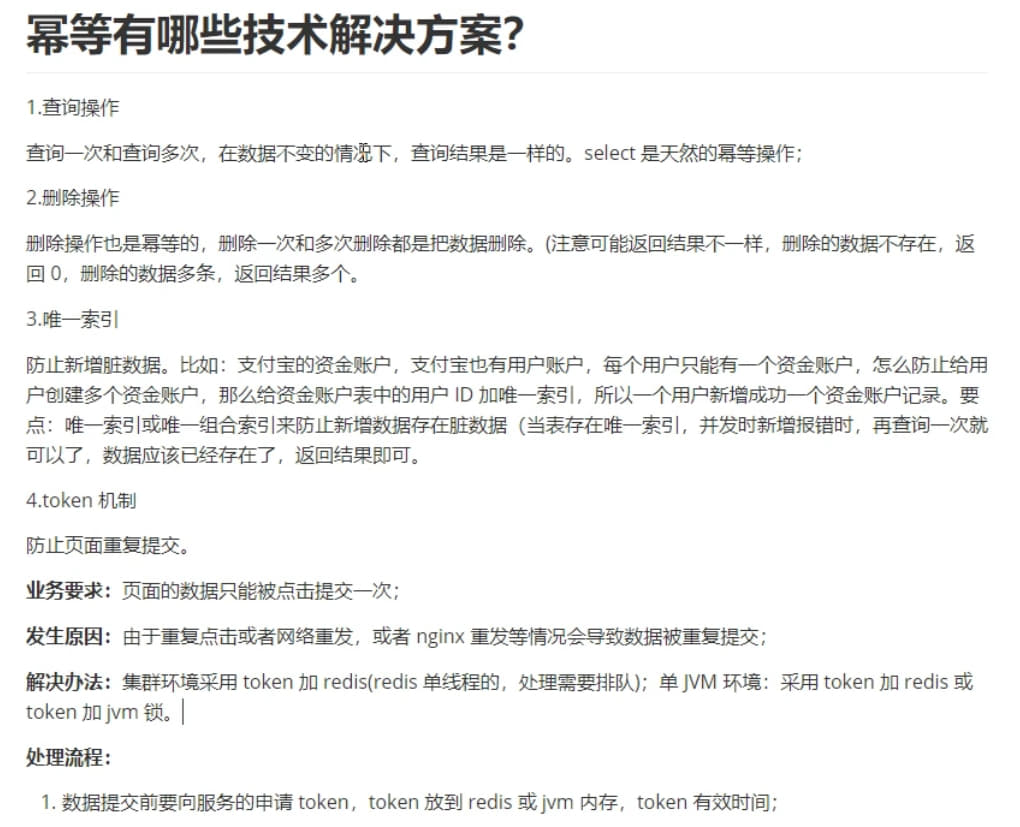 幂等有哪些技术解决方案？
1.查询操作
查询一次和查询多次，在数据不变的情况下，查询结果是一样的。select 是天然的幂等操作；
2.删除操作
删除操作也是幂等的，删除一次和多次删除都是把数据删除。(注意可能返回结果不一样，删除的数据不存在，返
回 0，删除的数据多条，返回结果多个。
3.唯一索引
防止新增脏数据。比如：支付宝的资金账户，支付宝也有用户账户，每个用户只能有一个资金账户，怎么防止给用
户创建多个资金账户，那么给资金账户表中的用户 ID 加唯一索引，所以一个用户新增成功一个资金账户记录。要
点：唯一索引或唯一组合索引来防止新增数据存在脏数据（当表存在唯一索引，并发时新增报错时，再查询一次就
可以了，数据应该已经存在了，返回结果即可。
4.token 机制
防止页面重复提交。
业务要求：页面的数据只能被点击提交一次；
发生原因：由于重复点击或者网络重发，或者 nginx 重发等情况会导致数据被重复提交；
解决办法：集群环境采用 token 加 redis(redis 单线程的，处理需要排队)；单 JVM 环境：采用 token 加 redis 或
token 加 jvm 锁。
处理流程：
1. 数据提交前要向服务的申请 token，token 放到 redis 或 jvm 内存，token 有效时间；